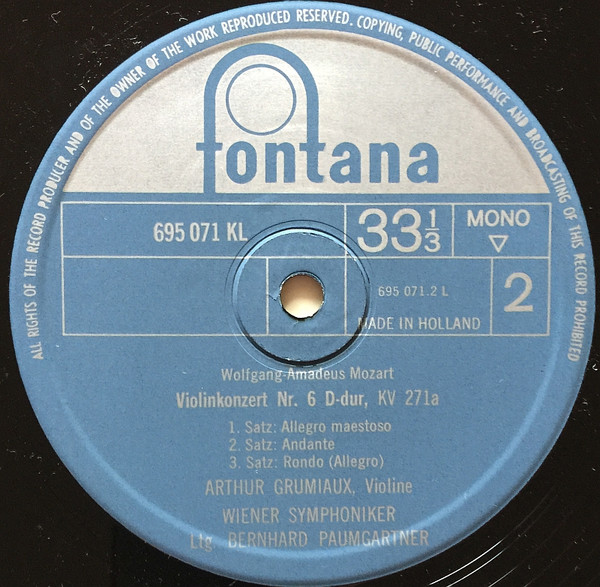 ALL RIGHTS OF THE RECORD PRODUCER AND OF THE OWNER OF THE WORK REPRODUCED RESERVED. COPYING, PUBLIC PERFORMANCE AND BROADCASTING OF THIS RECORD PROHIBITED
fontana
695 071 KL
33 1/3
MONO
695 071.2 L
2
MADE IN HOLLAND
Wolfgang-Amadeus Mozart
Violinkonzert Nr. 6 D-dur, KV 271a
1. Satz: Allegro maestoso
2. Satz: Andante
3. Satz: Rondo (Allegro)
ARTHUR GRUMIAUX, Violine
WIENER SYMPHONIKER
Ltg. BERNHARD PAUMGARTNER